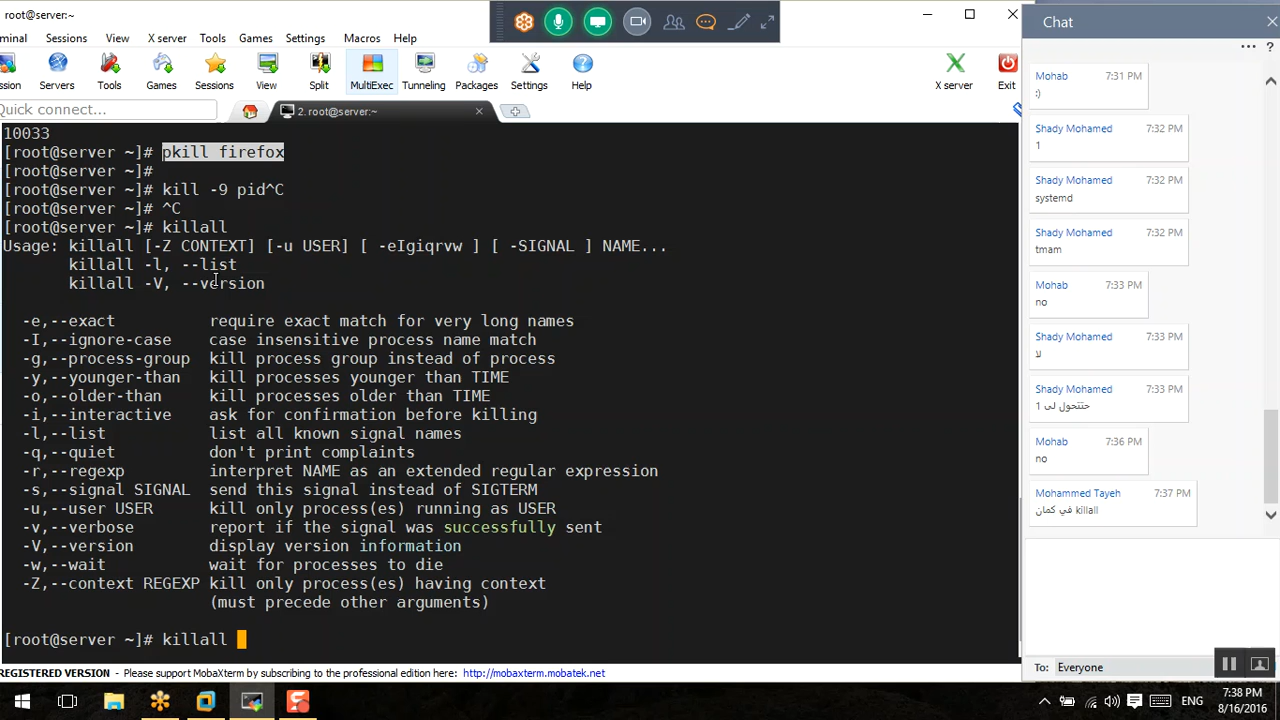 root@server:~
minal Sessions View X server Tools Games Settings Macros Help
sion Servers Tools Games Sessions View Split MultiExec Tunneling Packages Settings Help X server Exit
Quick connect...
2. root@server:~
10033
[root@server ~]# pkill firefox
[root@server ~]#
[root@server ~]# kill -9 pid^C
[root@server ~]# ^C
[root@server ~]# killall
Usage: killall [-Z CONTEXT] [-u USER] [ -eIgiqrvw ] [ -SIGNAL ] NAME...
killall -l, --list
killall -V, --version
-e,--exact require exact match for very long names
-I,--ignore-case case insensitive process name match
-g,--process-group kill process group instead of process
-y,--younger-than kill processes younger than TIME
-o,--older-than kill processes older than TIME
-i,--interactive ask for confirmation before killing
-l,--list list all known signal names
-q,--quiet don't print complaints
-r,--regexp interpret NAME as an extended regular expression
-s,--signal SIGNAL send this signal instead of SIGTERM
-u,--user USER kill only process(es) running as USER
-v,--verbose report if the signal was successfully sent
-V,--version display version information
-w,--wait wait for processes to die
-Z,--context REGEXP kill only process(es) having context
(must precede other arguments)
[root@server ~]# killall
REGISTERED VERSION - Please support MobaXterm by subscribing to the professional edition here: http://mobaxterm.mobatek.net
Chat
Mohab 7:31 PM
:)
Shady Mohamed 7:32 PM
1
Shady Mohamed 7:32 PM
systemd
Shady Mohamed 7:32 PM
tmam
Mohab 7:33 PM
no
Shady Mohamed 7:33 PM
لا
Shady Mohamed 7:33 PM
حتتحول لى 1
Mohab 7:36 PM
no
Mohammed Tayeh 7:37 PM
في كمان killall
To: Everyone
ENG
7:38 PM
8/16/2016